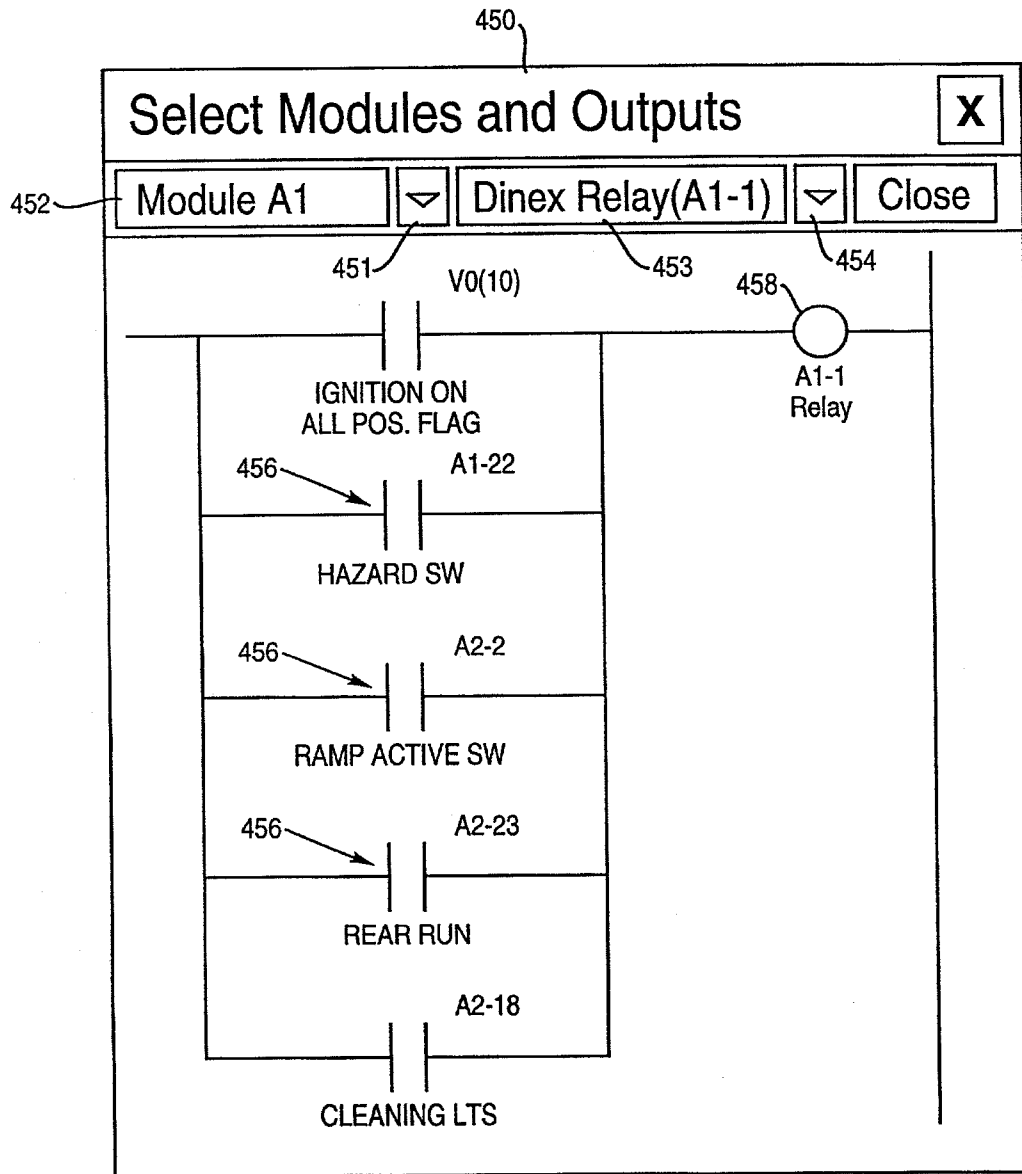 450
Select Modules and Outputs X
452 Module A1 Dinex Relay(A1-1) Close
451 453 454
V0(10) 458
IGNITION ON
ALL POS. FLAG
A1-1
Relay
456 A1-22
HAZARD SW
456 A2-2
RAMP ACTIVE SW
456 A2-23
REAR RUN
A2-18
CLEANING LTS